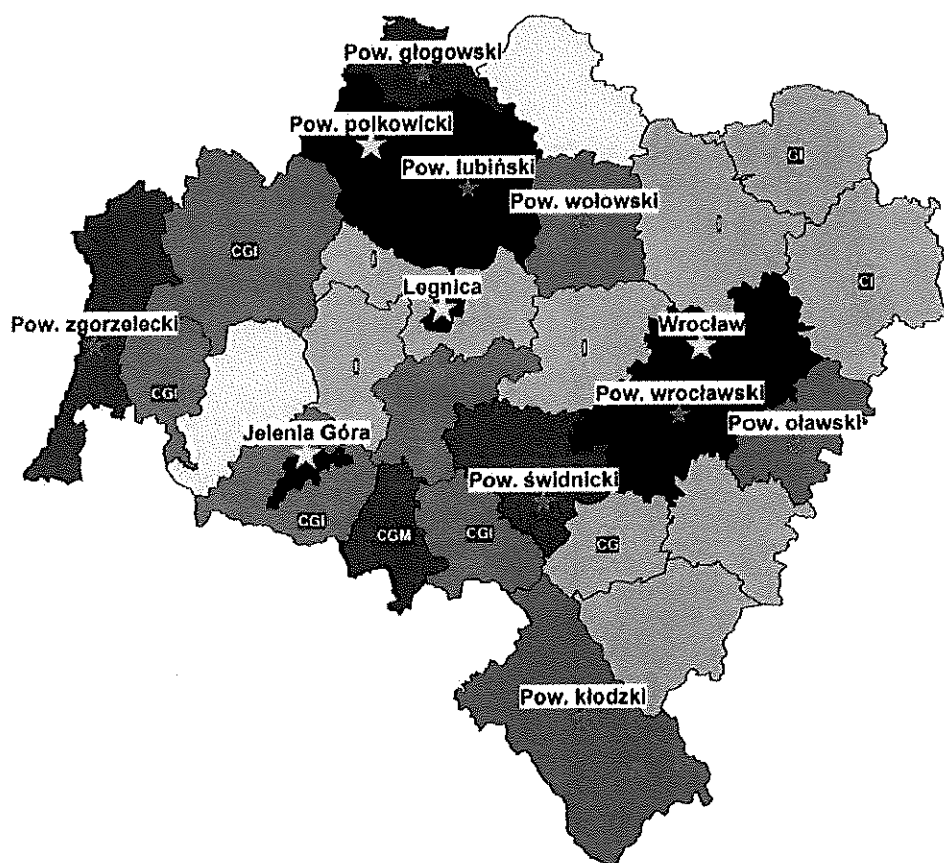 Pow. głogowski
Pow. polkowicki
GI
Pow. lubiński
Pow. wołowski
I
CGI
I
CI
Legnica
Pow. zgorzelecki
Wrocław
I
I
CGI
Pow. wrocławski
Pow. oławski
Jelenia Góra
Pow. świdnicki
CGI
CGM
CGI
CG
Pow. kłodzki